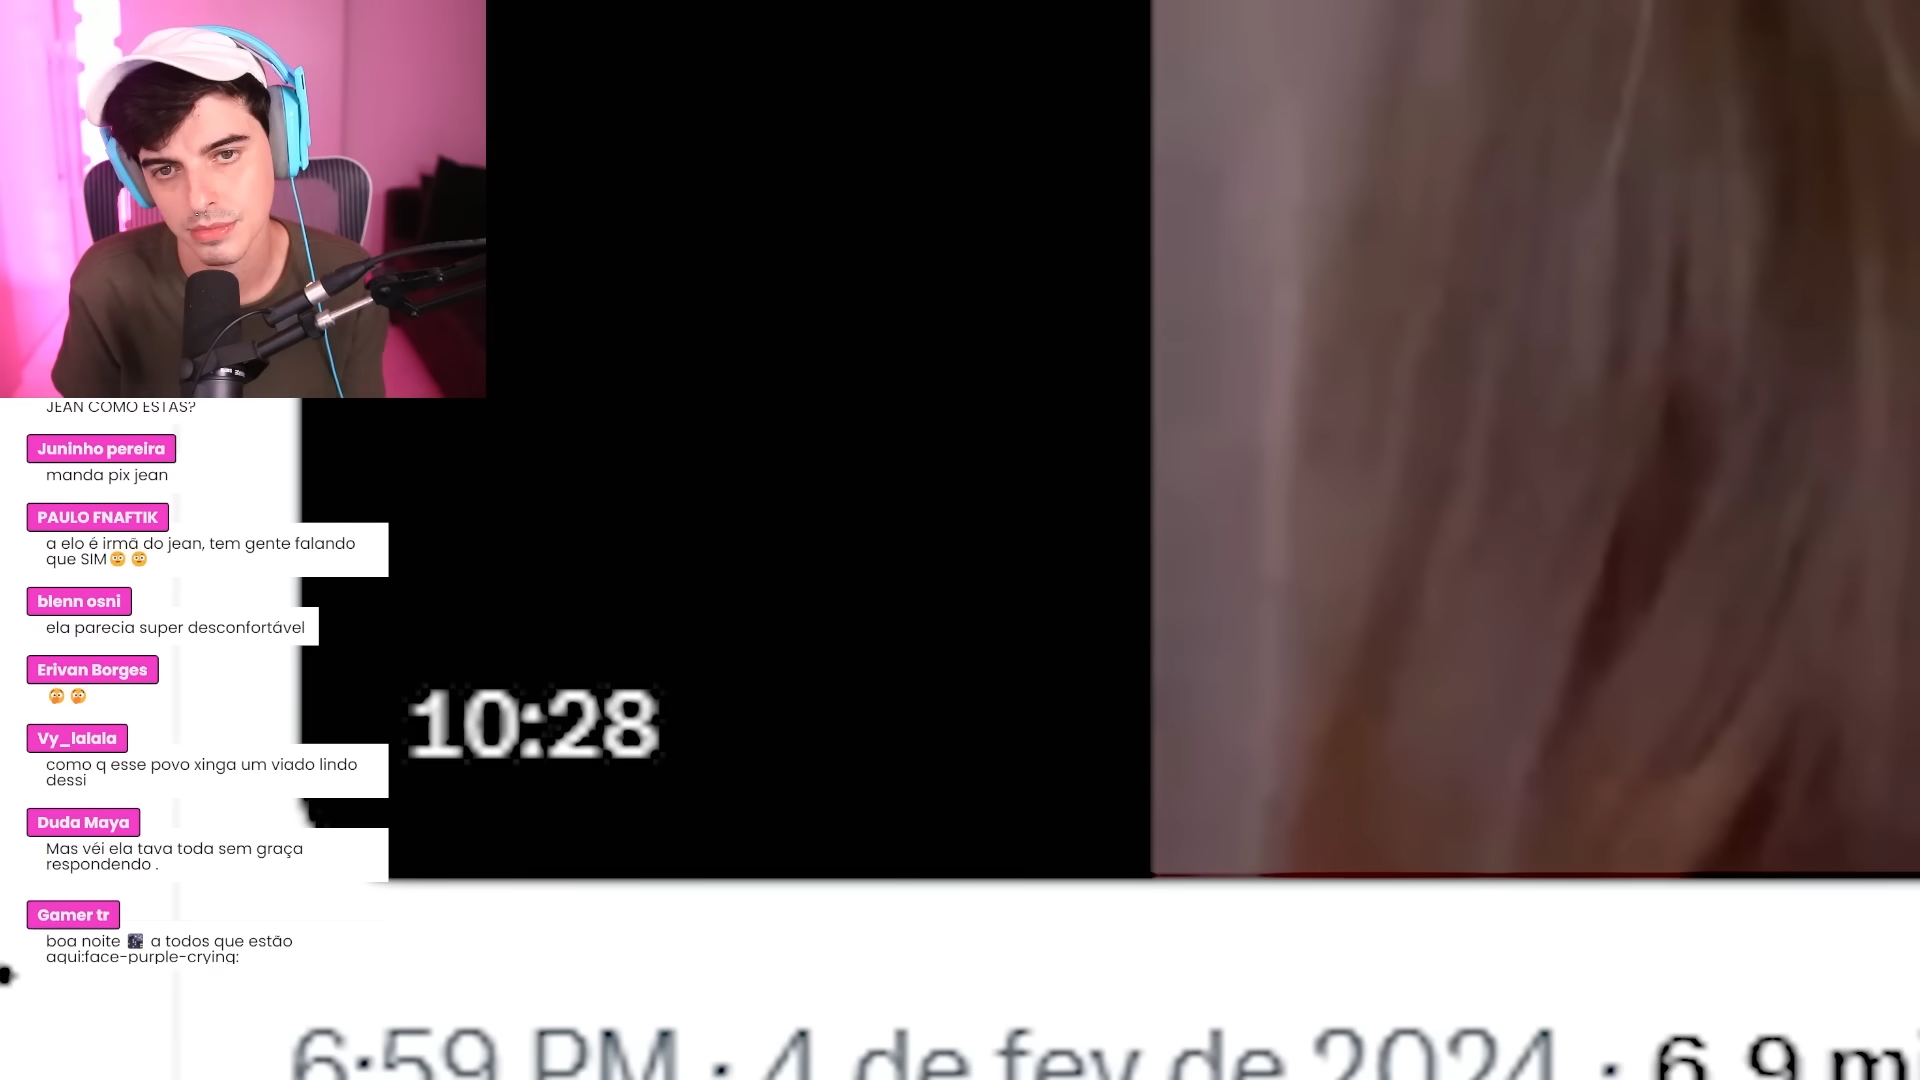 JEAN COMO ESTAS?
Juninho pereira
manda pix jean
PAULO FNAFTIK
a elo é irmã do jean, tem gente falando
que SIM😳 😳
blenn osni
ela parecia super desconfortável
Erivan Borges
🫣 🫣
Vy_lalala
como q esse povo xinga um viado lindo
dessi
Duda Maya
Mas véi ela tava toda sem graça
respondendo .
Gamer tr
boa noite 🌃 a todos que estão
aqui:face-purple-crying:
10:28
6:59 PM · 4 de fev de 2024 · 6,9 mi